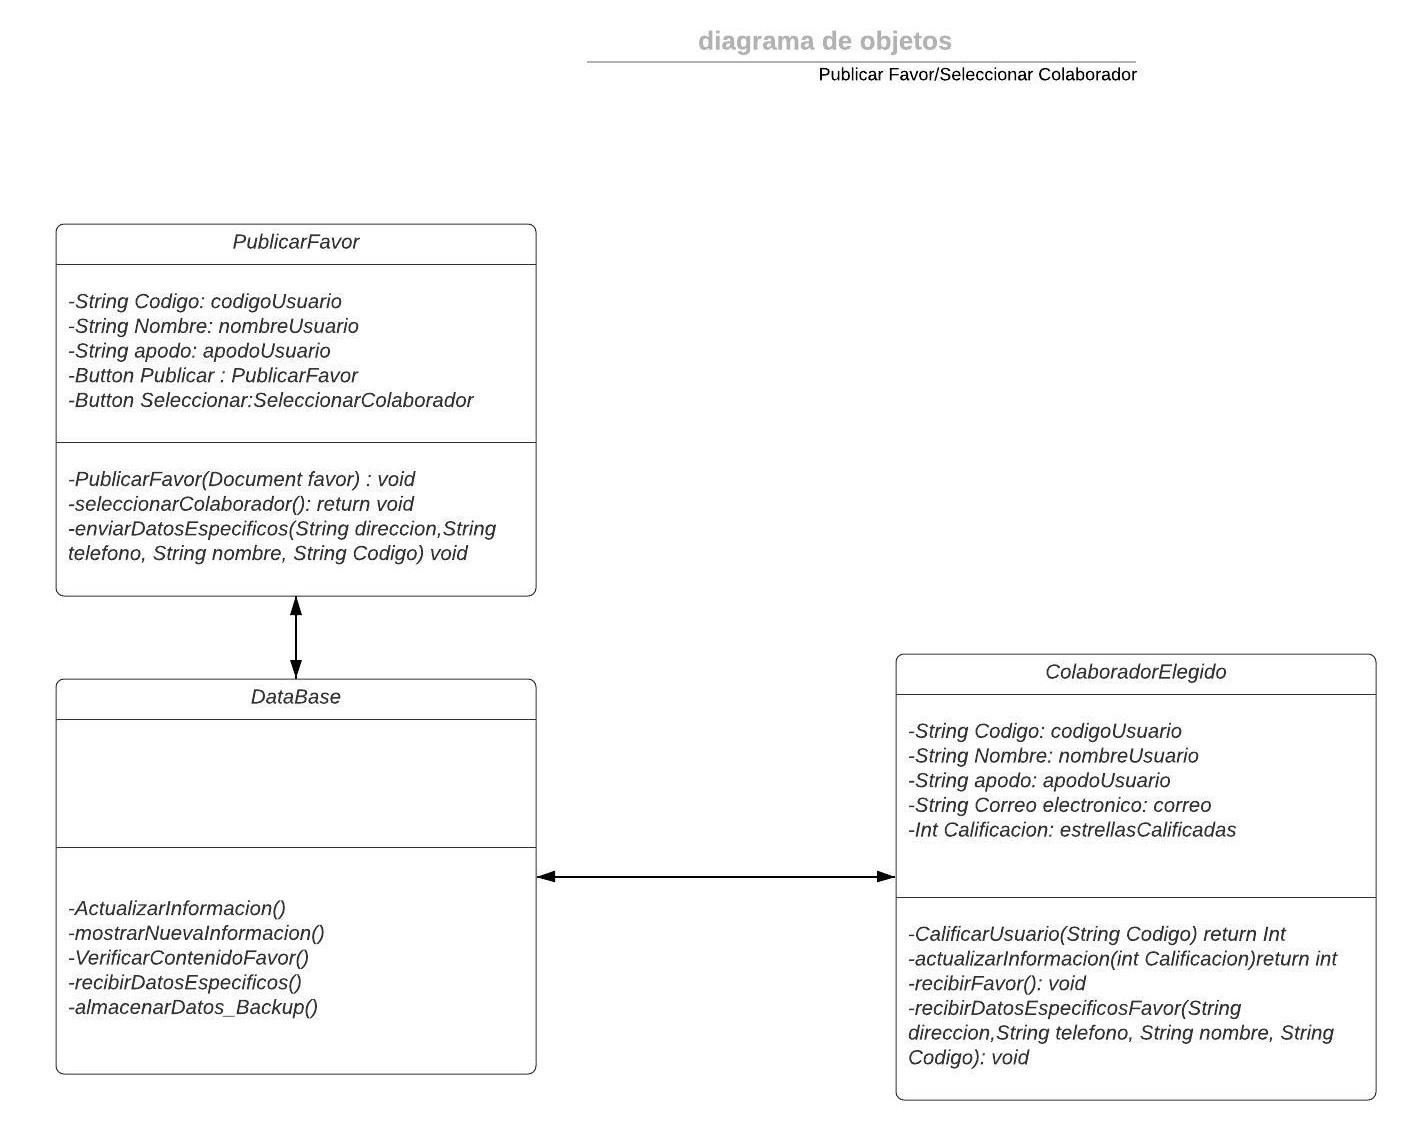 diagrama de objetos
Publicar Favor/Seleccionar Colaborador
PublicarFavor
-String Codigo: codigoUsuario
-String Nombre: nombreUsuario
-String apodo: apodoUsuario
-Button Publicar : PublicarFavor
-Button Seleccionar:SeleccionarColaborador
-PublicarFavor(Document favor) : void
-seleccionarColaborador(): return void
-enviarDatosEspecificos(String direccion,String
telefono, String nombre, String Codigo) void
DataBase
-ActualizarInformacion()
-mostrarNuevaInformacion()
-VerificarContenidoFavor()
-recibirDatosEspecificos()
-almacenarDatos_Backup()
ColaboradorElegido
-String Codigo: codigoUsuario
-String Nombre: nombreUsuario
-String apodo: apodoUsuario
-String Correo electronico: correo
-Int Calificacion: estrellasCalificadas
-CalificarUsuario(String Codigo) return Int
-actualizarInformacion(int Calificacion)return int
-recibirFavor(): void
-recibirDatosEspecificosFavor(String
direccion,String telefono, String nombre, String
Codigo): void